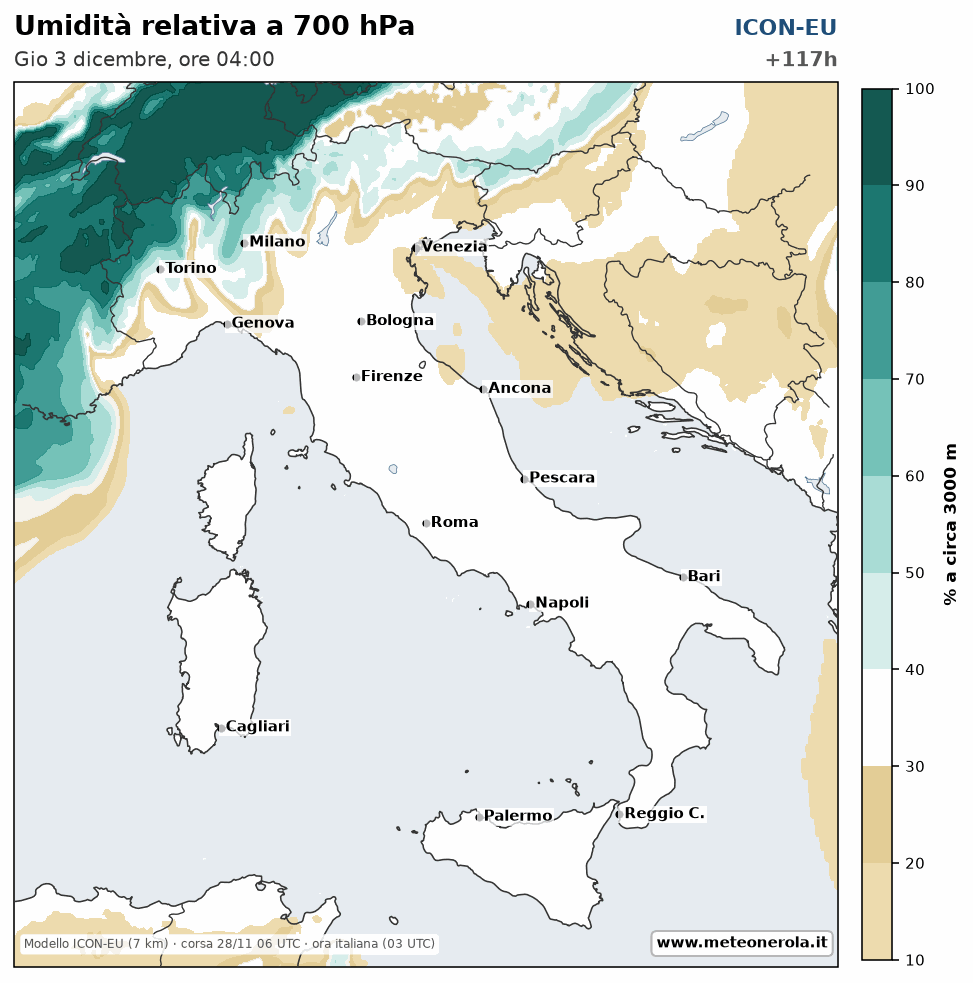 Umidità relativa a 700 hPa
ICON-EU
Gio 3 dicembre, ore 04:00
+117h
100
90
80
70
60
50
40
30
20
10
% a circa 3000 m
Milano
Venezia
Torino
Genova
Bologna
Firenze
Ancona
Pescara
Roma
Bari
Napoli
Cagliari
Palermo
Reggio C.
Modello ICON-EU (7 km) · corsa 28/11 06 UTC · ora italiana (03 UTC)
www.meteonerola.it